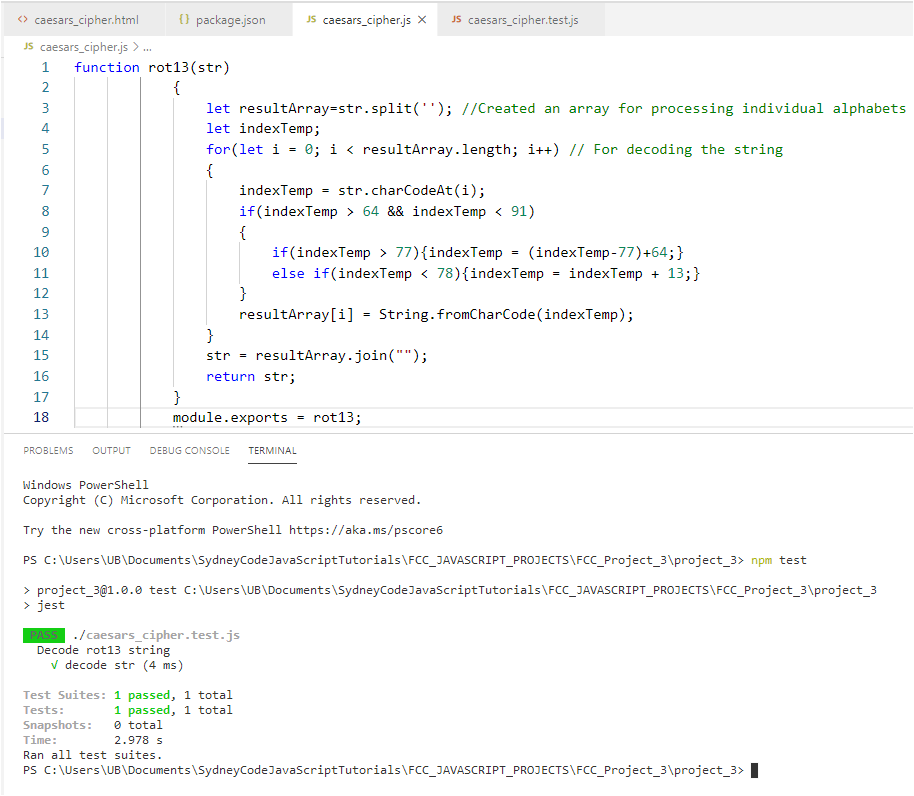 <> caesars_cipher.html {} package.json JS caesars_cipher.js × JS caesars_cipher.test.js
JS caesars_cipher.js > ...
1 function rot13(str)
2 {
3 let resultArray=str.split(''); //Created an array for processing individual alphabets
4 let indexTemp;
5 for(let i = 0; i < resultArray.length; i++) // For decoding the string
6 {
7 indexTemp = str.charCodeAt(i);
8 if(indexTemp > 64 && indexTemp < 91)
9 {
10 if(indexTemp > 77){indexTemp = (indexTemp-77)+64;}
11 else if(indexTemp < 78){indexTemp = indexTemp + 13;}
12 }
13 resultArray[i] = String.fromCharCode(indexTemp);
14 }
15 str = resultArray.join("");
16 return str;
17 }
18 module.exports = rot13;
PROBLEMS OUTPUT DEBUG CONSOLE TERMINAL
Windows PowerShell
Copyright (C) Microsoft Corporation. All rights reserved.
Try the new cross-platform PowerShell https://aka.ms/pscore6
PS C:\Users\UB\Documents\SydneyCodeJavaScriptTutorials\FCC_JAVASCRIPT_PROJECTS\FCC_Project_3\project_3> npm test
> project_3@1.0.0 test C:\Users\UB\Documents\SydneyCodeJavaScriptTutorials\FCC_JAVASCRIPT_PROJECTS\FCC_Project_3\project_3
> jest
PASS ./caesars_cipher.test.js
Decode rot13 string
√ decode str (4 ms)
Test Suites: 1 passed, 1 total
Tests: 1 passed, 1 total
Snapshots: 0 total
Time: 2.978 s
Ran all test suites.
PS C:\Users\UB\Documents\SydneyCodeJavaScriptTutorials\FCC_JAVASCRIPT_PROJECTS\FCC_Project_3\project_3>